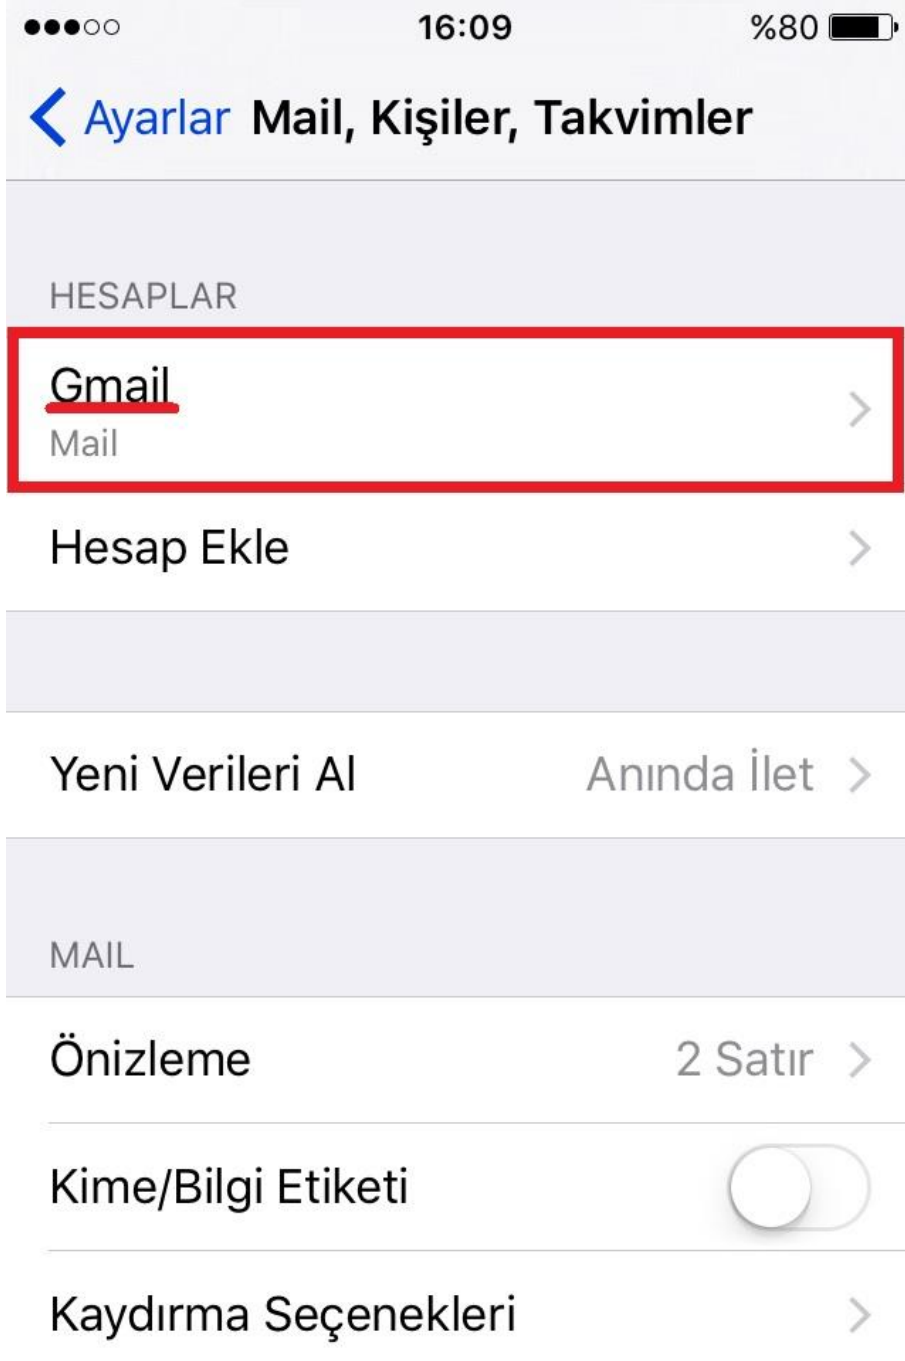 16:09 %80
Ayarlar Mail, Kişiler, Takvimler
HESAPLAR
Gmail
Mail
Hesap Ekle
Yeni Verileri Al Anında İlet
MAIL
Önizleme 2 Satır
Kime/Bilgi Etiketi
Kaydırma Seçenekleri